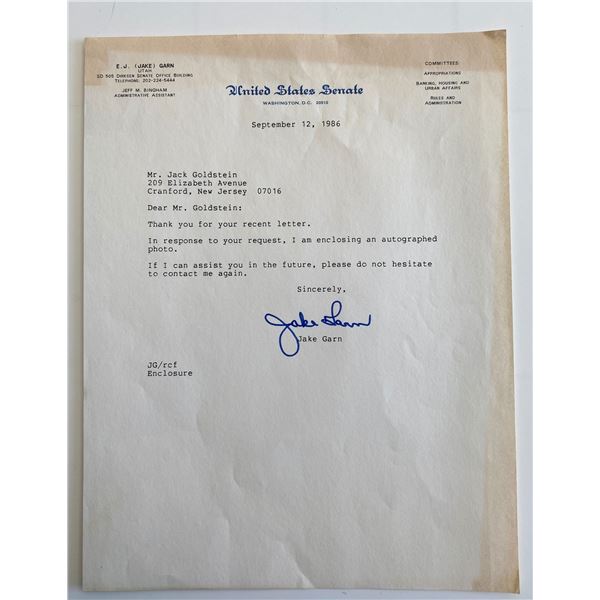 E.J. (JAKE) GARN
UTAH
SD 505 DIRKSEN SENATE OFFICE BUILDING
TELEPHONE: 202-224-5444
JEFF M. BINGHAM
ADMINISTRATIVE ASSISTANT
United States Senate
WASHINGTON, D.C. 20510
COMMITTEES:
APPROPRIATIONS
BANKING, HOUSING AND
URBAN AFFAIRS
RULES AND
ADMINISTRATION
September 12, 1986
Mr. Jack Goldstein
209 Elizabeth Avenue
Cranford, New Jersey 07016
Dear Mr. Goldstein:
Thank you for your recent letter.
In response to your request, I am enclosing an autographed
photo.
If I can assist you in the future, please do not hesitate
to contact me again.
Sincerely,
Jake Garn
Jake Garn
JG/rcf
Enclosure